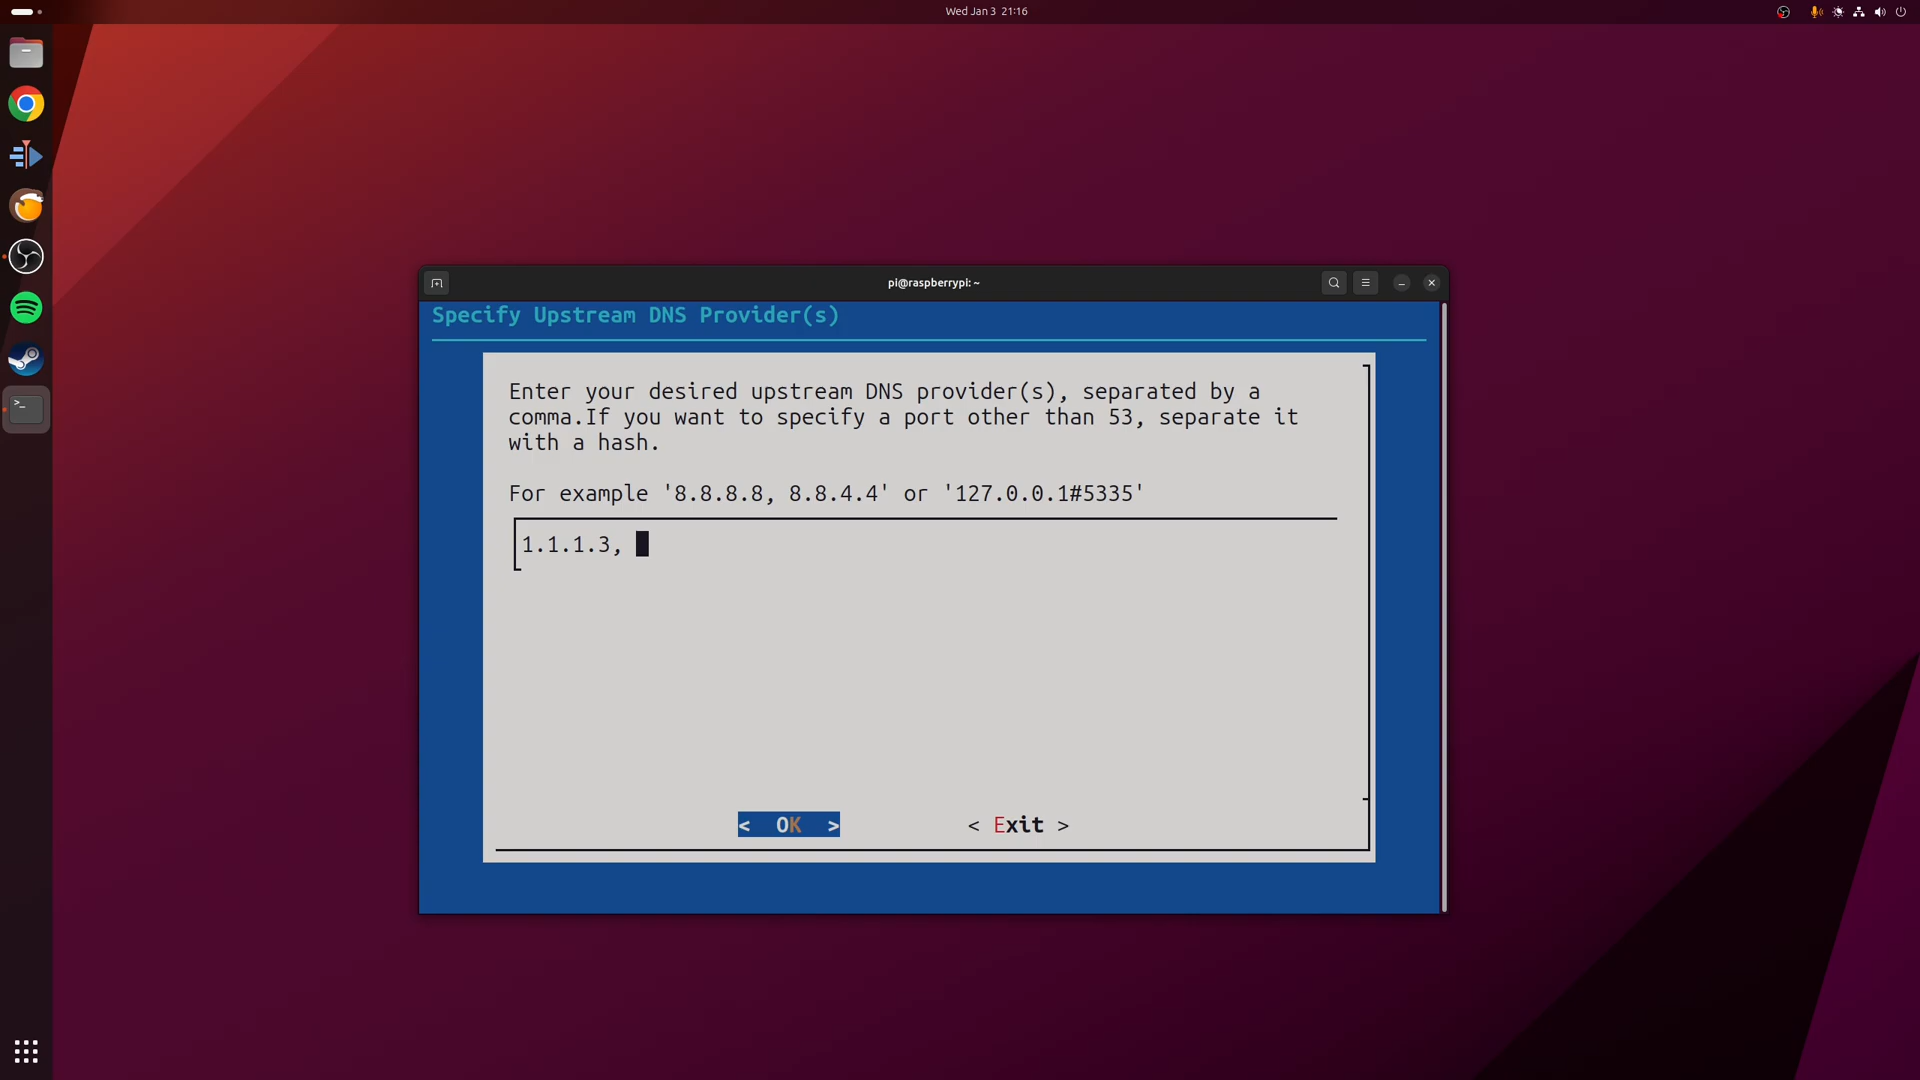 Wed Jan 3 21:16
pi@raspberrypi: ~
Specify Upstream DNS Provider(s)
Enter your desired upstream DNS provider(s), separated by a
comma.If you want to specify a port other than 53, separate it
with a hash.
For example '8.8.8.8, 8.8.4.4' or '127.0.0.1#5335'
1.1.1.3,
< OK > < Exit >